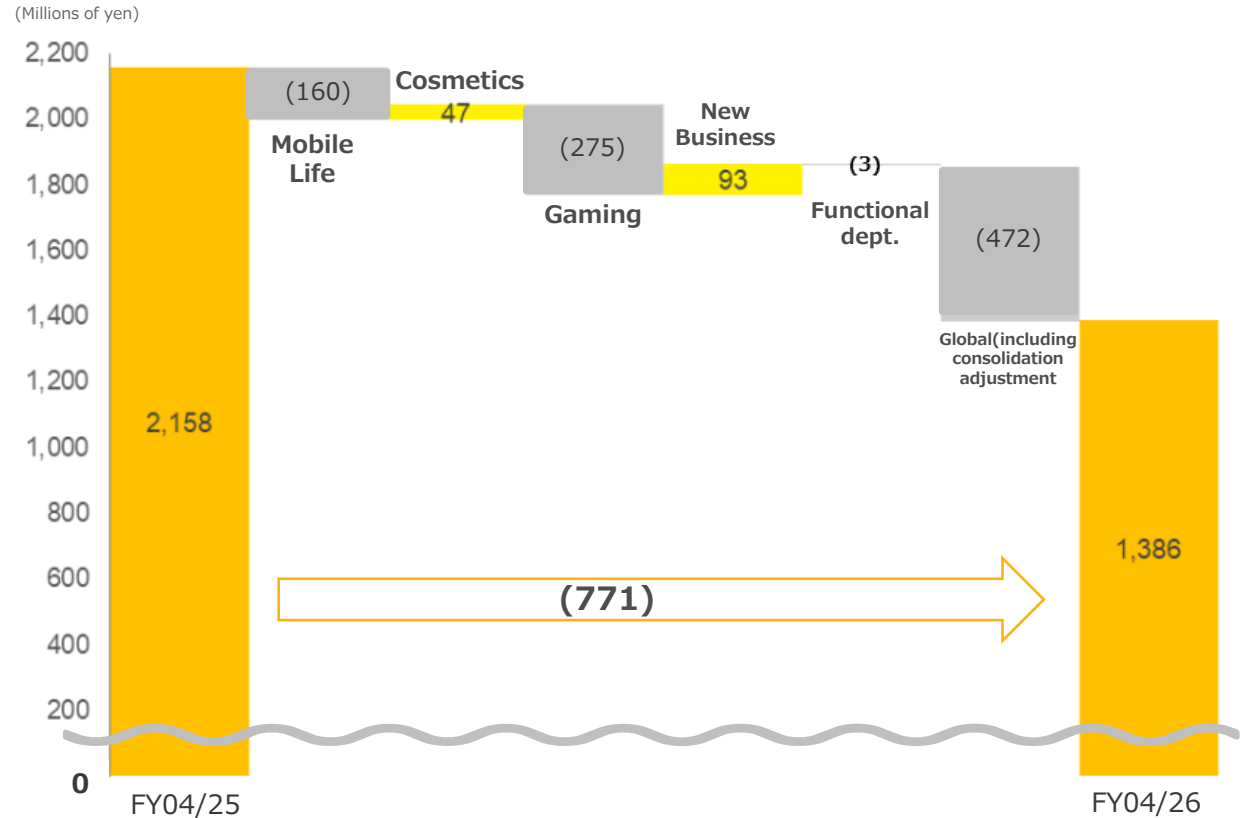 (Millions of yen)
2,200
2,000
1,800
1,600
1,400
1,200
1,000
800
600
400
200
0
2,158
(160)
Mobile
Life
Cosmetics
47
(275)
Gaming
New
Business
93
(3)
Functional
dept.
(472)
Global(including
consolidation
adjustment
1,386
(771)
FY04/25
FY04/26